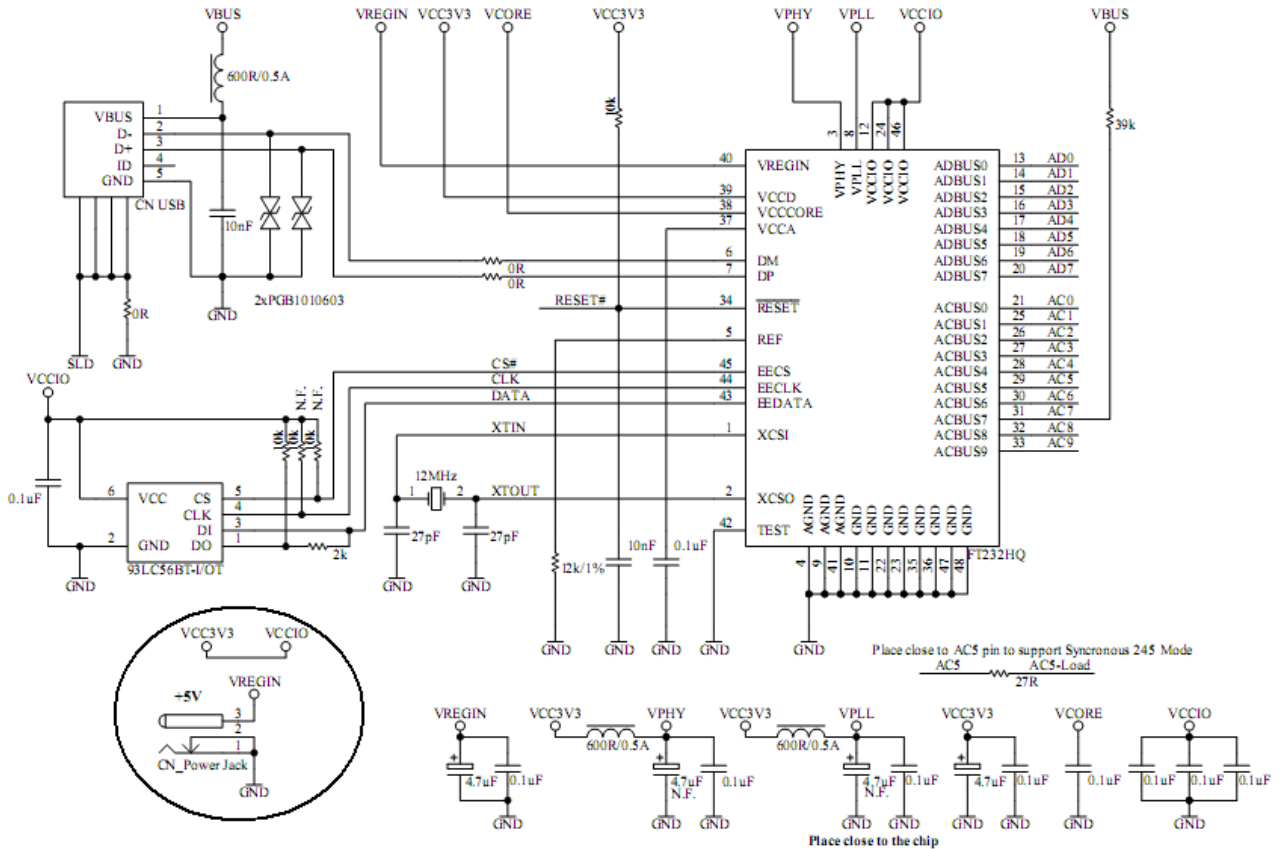 VBUS VREGIN VCC3V3 VCORE VCC3V3 VPHY VPLL VCCIO VBUS
600R/0.5A
10k
39k
VBUS 1
D- 2
D+ 3
ID 4
GND 5
CN USB
10nF
2xPGB1010603
0R
SLD GND GND
3 8 12 24 46
VPHY VPLL VCCIO VCCIO VCCIO
40 VREGIN
39 VCCD
38 VCCCORE
37 VCCA
6 DM
7 DP
0R
0R
RESET# 34 RESET
5 REF
CS# 45 EECS
CLK 44 EECLK
DATA 43 EEDATA
XTIN 1 XCSI
XTOUT 2 XCSO
42 TEST
ADBUS0 13 AD0
ADBUS1 14 AD1
ADBUS2 15 AD2
ADBUS3 16 AD3
ADBUS4 17 AD4
ADBUS5 18 AD5
ADBUS6 19 AD6
ADBUS7 20 AD7
ACBUS0 21 AC0
ACBUS1 25 AC1
ACBUS2 26 AC2
ACBUS3 27 AC3
ACBUS4 28 AC4
ACBUS5 29 AC5
ACBUS6 30 AC6
ACBUS7 31 AC7
ACBUS8 32 AC8
ACBUS9 33 AC9
AGND AGND AGND GND GND GND GND GND GND GND
4 9 41 10 11 22 23 35 36 47 48
FT232HQ
VCCIO
N.F. N.F.
10k 10k 10k
0.1uF
6 VCC CS 5
CLK 4
DI 3
2 GND DO 1
2k
93LC56BT-I/OT
GND
12MHz
1 2
27pF 27pF
GND GND
12k/1% 10nF 0.1uF
GND GND GND GND GND
Place close to AC5 pin to support Syncronous 245 Mode
AC5 AC5-Load
27R
VCC3V3 VCCIO
VREGIN
+5V
3
2
1
CN_Power Jack
GND
VREGIN VCC3V3 VPHY VCC3V3 VPLL VCC3V3 VCORE VCCIO
600R/0.5A 600R/0.5A
+ + + +
4.7uF 0.1uF 4.7uF 0.1uF 4.7uF 0.1uF 4.7uF 0.1uF 0.1uF 0.1uF 0.1uF 0.1uF
N.F. N.F.
GND GND GND GND GND GND GND GND GND
Place close to the chip